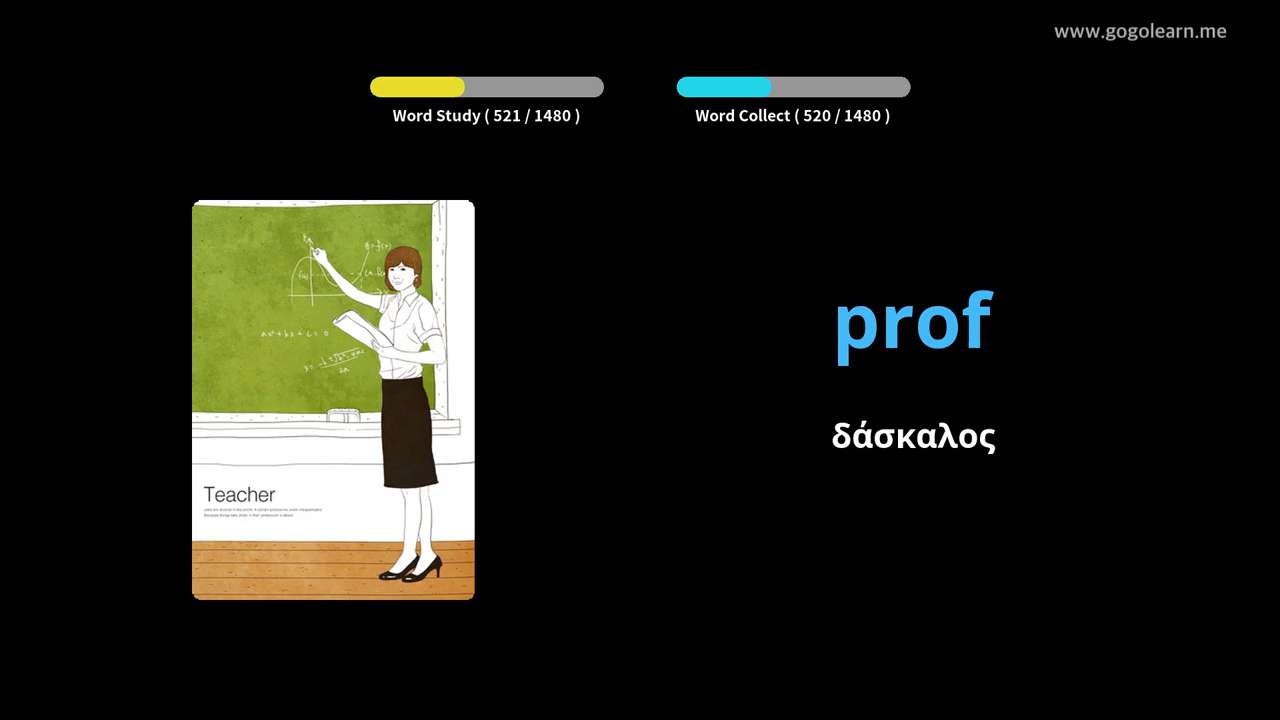 www.gogolearn.me
Word Study ( 521 / 1480 )
Word Collect ( 520 / 1480 )
prof
δάσκαλος
Teacher